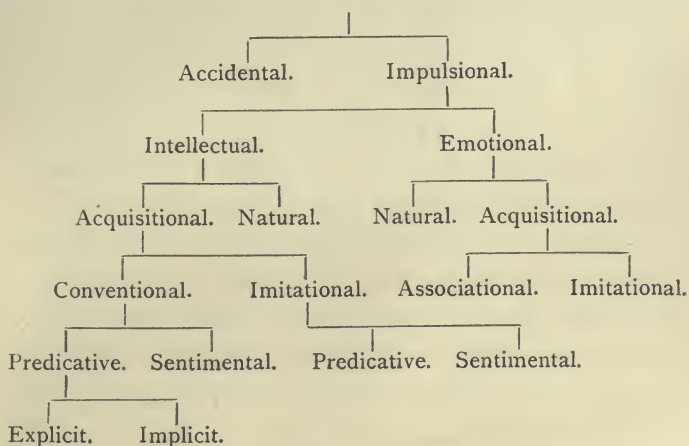 Accidental. Impulsional.
Intellectual. Emotional.
Acquisitional. Natural. Natural. Acquisitional.
Conventional. Imitational. Associational. Imitational.
Predicative. Sentimental. Predicative. Sentimental.
Explicit. Implicit.